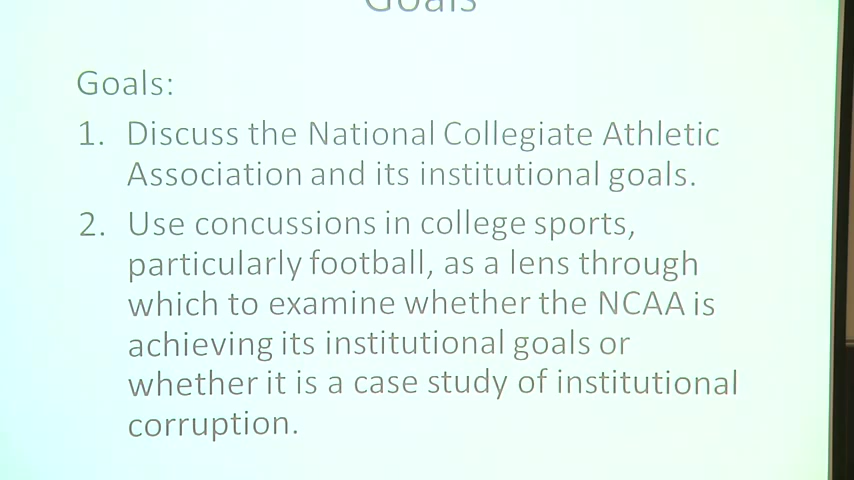 Goals
Goals:
1. Discuss the National Collegiate Athletic
Association and its institutional goals.
2. Use concussions in college sports,
particularly football, as a lens through
which to examine whether the NCAA is
achieving its institutional goals or
whether it is a case study of institutional
corruption.